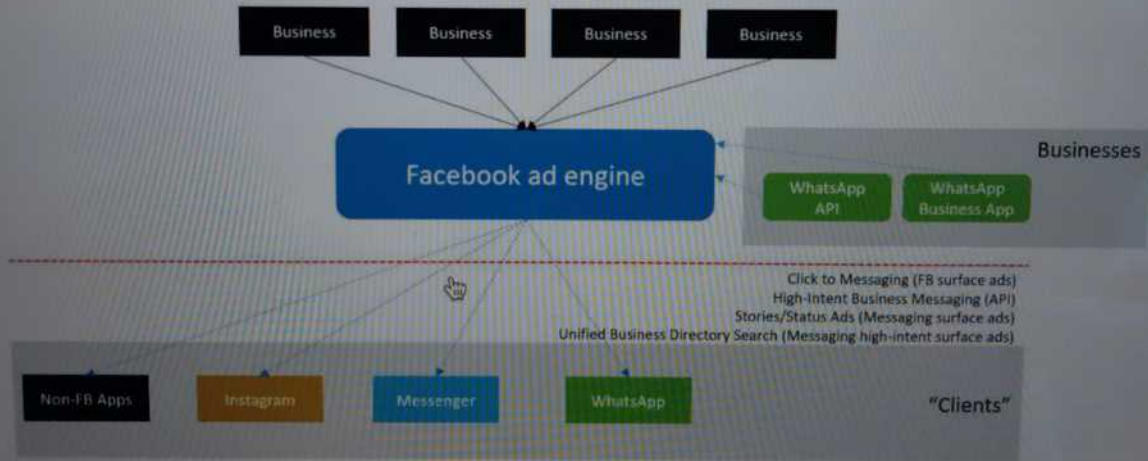 Business
Business
Business
Business
Facebook ad engine
Businesses
WhatsApp
API
WhatsApp
Business App
Click to Messaging (FB surface ads)
High-Intent Business Messaging (API)
Stories/Status Ads (Messaging surface ads)
Unified Business Directory Search (Messaging high-intent surface ads)
Non-FB Apps
Instagram
Messenger
WhatsApp
"Clients"